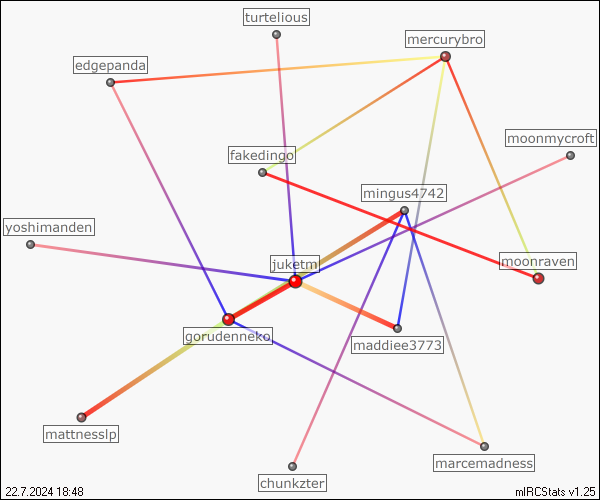 turtelious
mercurybro
edgepanda
moonmycroft
fakedingo
mingus4742
yoshimanden
moonraven
juketm
gorudenneko
maddiee3773
mattnesslp
marcemadness
chunkzter
22.7.2024 18:48
mIRCStats v1.25